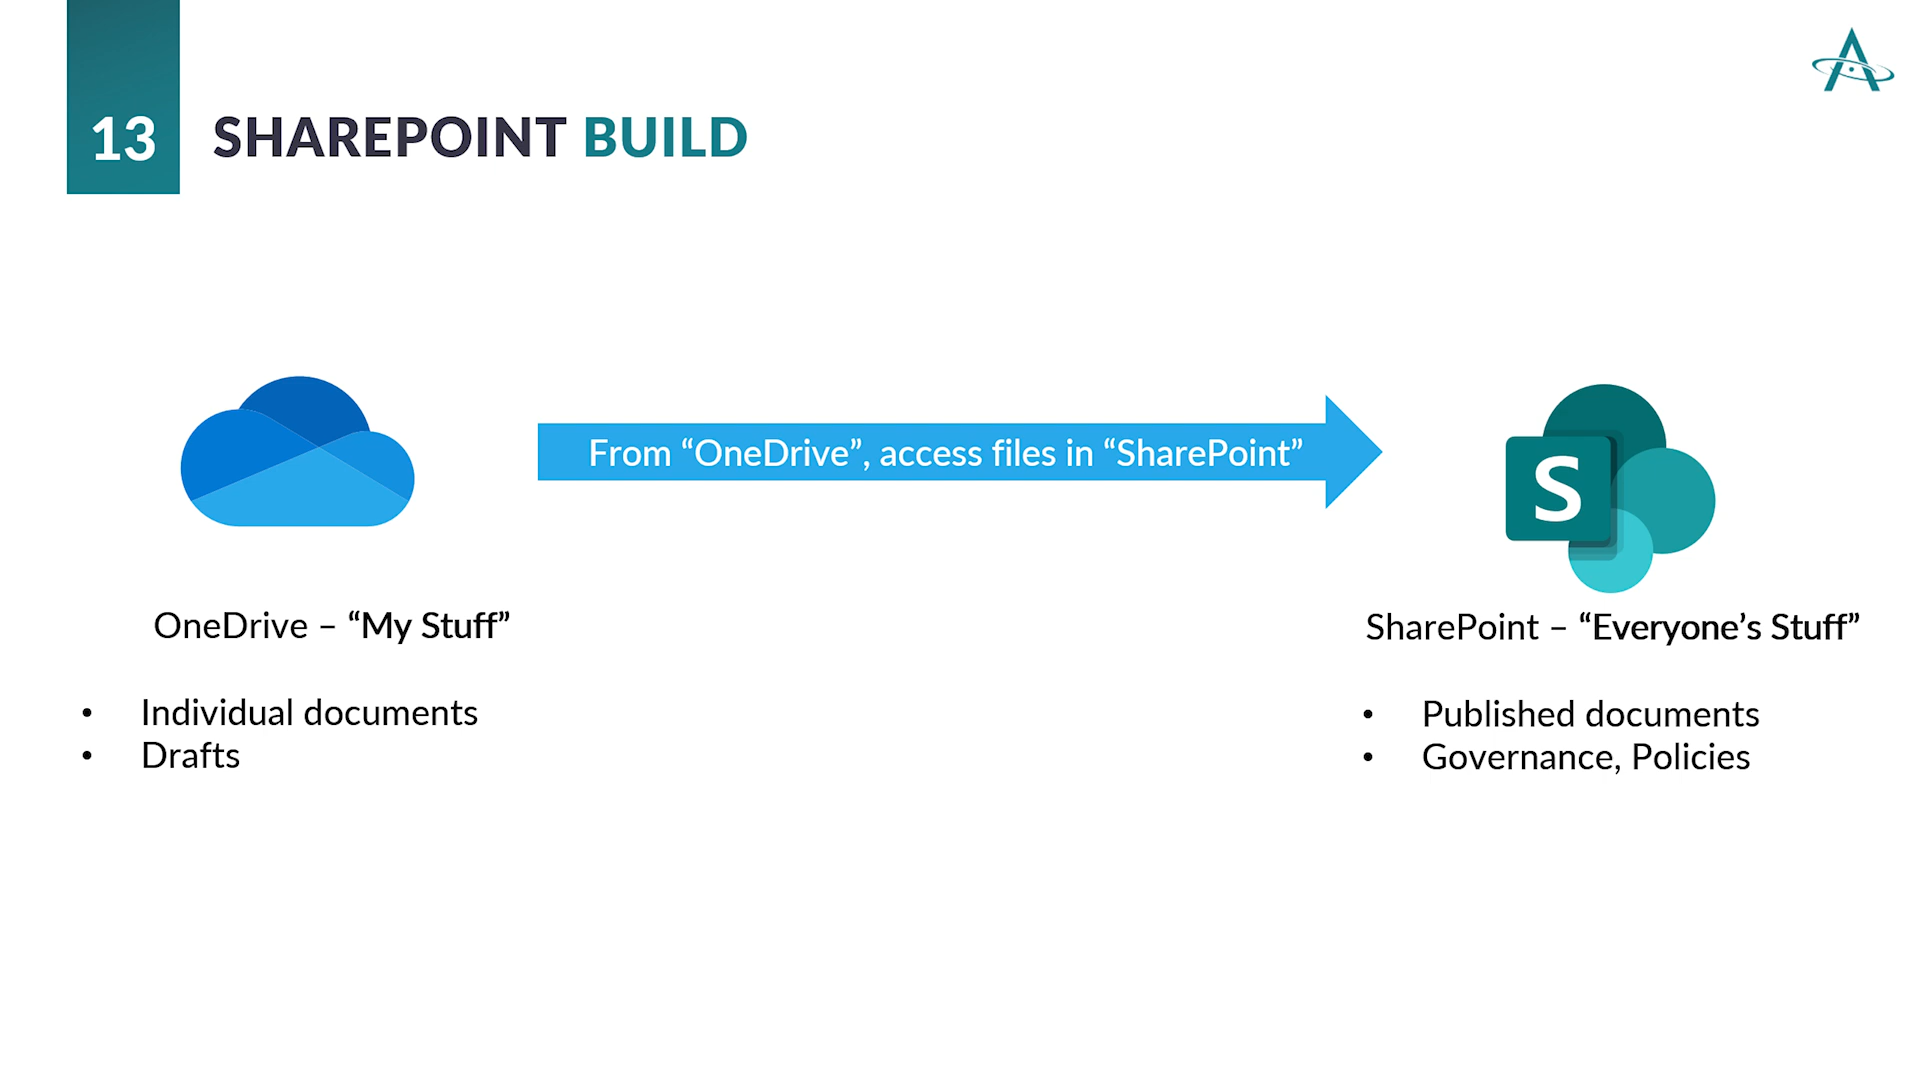 13
SHAREPOINT BUILD
From “OneDrive”, access files in “SharePoint”
S
OneDrive – “My Stuff”
• Individual documents
• Drafts
SharePoint – “Everyone’s Stuff”
• Published documents
• Governance, Policies